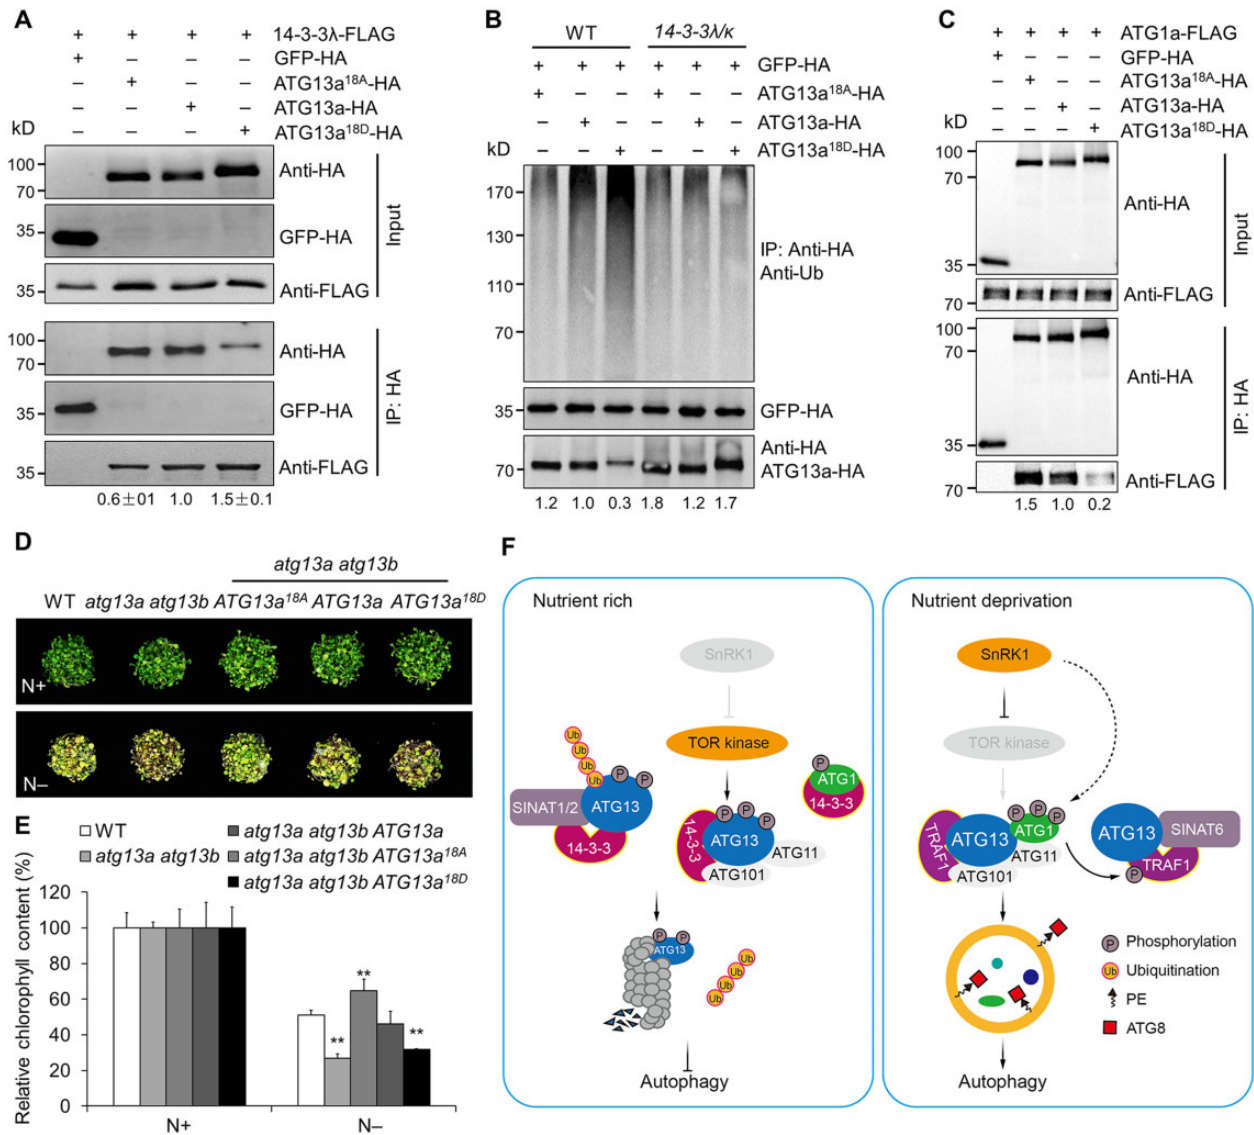 A
+ + + + 14-3-3λ-FLAG
+ – – – GFP-HA
– + – – ATG13a18A-HA
– – + – ATG13a-HA
– – – + ATG13a18D-HA
kD
100
70
Anti-HA
35
GFP-HA
35
Anti-FLAG
Input
100
70
Anti-HA
35
GFP-HA
35
Anti-FLAG
IP: HA
0.6±01 1.0 1.5±0.1
B
WT 14-3-3λ/κ
+ + + + + + GFP-HA
+ – – + – – ATG13a18A-HA
– + – – + – ATG13a-HA
– – + – – + ATG13a18D-HA
kD
170
130
110
70
IP: Anti-HA
Anti-Ub
35
GFP-HA
70
Anti-HA
ATG13a-HA
1.2 1.0 0.3 1.8 1.2 1.7
C
+ + + + ATG1a-FLAG
+ – – – GFP-HA
– + – – ATG13a18A-HA
– – + – ATG13a-HA
– – – + ATG13a18D-HA
kD
100
70
Anti-HA
35
70
Anti-FLAG
Input
100
70
Anti-HA
35
70
Anti-FLAG
IP: HA
1.5 1.0 0.2
D
atg13a atg13b
WT atg13a atg13b ATG13a18A ATG13a ATG13a18D
N+
N–
E
WT
atg13a atg13b
atg13a atg13b ATG13a
atg13a atg13b ATG13a18A
atg13a atg13b ATG13a18D
Relative chlorophyll content (%)
120
100
80
60
40
20
0
** ** **
N+ N–
F
Nutrient rich
SnRK1
TOR kinase
Ub
Ub
Ub
Ub
P P
SINAT1/2 ATG13
14-3-3
P P P
14-3-3
ATG13
ATG11
ATG101
P
ATG1
14-3-3
P P
ATG13
Ub
Ub
Ub
Ub
Autophagy
Nutrient deprivation
SnRK1
TOR kinase
P P P
TRAF1
ATG13
ATG1
ATG11
ATG101
ATG13
SINAT6
TRAF1
P
P Phosphorylation
Ub Ubiquitination
PE
ATG8
Autophagy